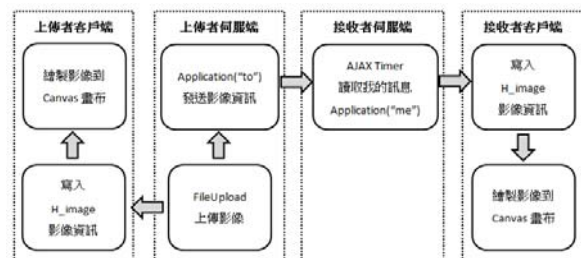 上傳者客戶端
上傳者伺服端
接收者伺服端
接收者客戶端
繪製影像到
Canvas 畫布
Application("to")
發送影像資訊
AJAX Timer
讀取我的訊息
Application("me")
寫入
H_image
影像資訊
寫入
H_image
影像資訊
FileUpload
上傳影像
繪製影像到
Canvas 畫布